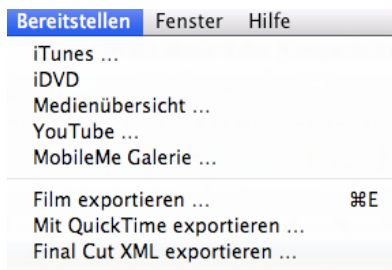 Bereitstellen Fenster Hilfe
iTunes …
iDVD
Medienübersicht …
YouTube …
MobileMe Galerie …
Film exportieren … ⌘E
Mit QuickTime exportieren …
Final Cut XML exportieren …